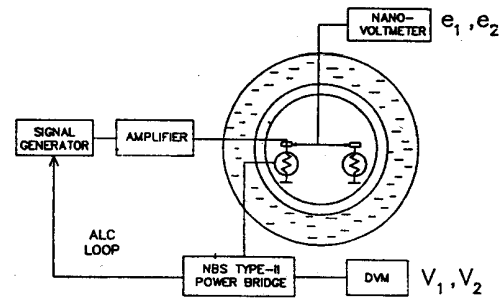 NANO-
VOLTMETER
e1, e2
SIGNAL
GENERATOR
AMPLIFIER
ALC
LOOP
NBS TYPE-II
POWER BRIDGE
DVM
V1, V2